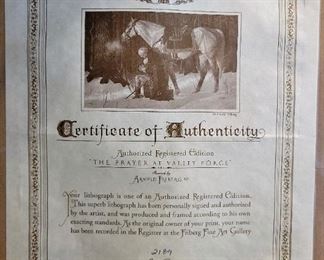 Certificate of Authenticity
Authorized Registered Edition
"THE PRAYER AT VALLEY FORGE"
ARNOLD FRIBERG
Your lithograph is one of an Authorized Registered Edition.
This superb lithograph has been personally signed and authorized
by the artist, and was produced and framed according to his own
exacting standards. As the original owner of your print, your name
has been recorded in the Register at the Friberg Fine Art Gallery